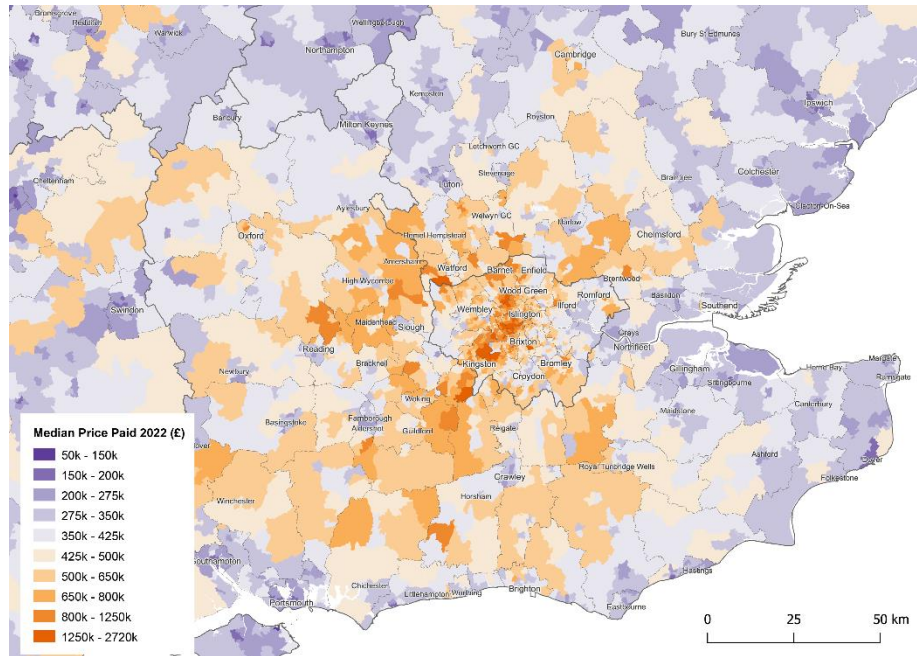 Bromsgrove
Redditch
Warwick
Wellingborough
Northampton
Bury St Edmunds
Cambridge
Kempston
Ipswich
Banbury
Milton Keynes
Royston
Letchworth GC
Stevenage
Braintree
Colchester
Cheltenham
Luton
Aylesbury
Welwyn GC
Clacton-On-Sea
Oxford
Hemel Hempstead
Harlow
Chelmsford
Amersham
High Wycombe
Watford
Barnet
Enfield
Brentwood
Wood Green
Romford
Basildon
Southend
Swindon
Maidenhead
Slough
Wembley
Islington
Ilford
Grays
Reading
Brixton
Northfleet
Newbury
Bracknell
Kingston
Bromley
Gillingham
Herne Bay
Margate
Ramsgate
Croydon
Sittingbourne
Woking
Canterbury
Maidstone
Basingstoke
Farnborough
Aldershot
Guildford
Reigate
Median Price Paid 2022 (£)
50k - 150k
150k - 200k
200k - 275k
275k - 350k
350k - 425k
425k - 500k
500k - 650k
650k - 800k
800k - 1250k
1250k - 2720k
Royal Tunbridge Wells
Ashford
Dover
Folkestone
Winchester
Crawley
Horsham
Southampton
Chichester
Portsmouth
Littlehampton
Worthing
Brighton
Hastings
Eastbourne
0 25 50 km